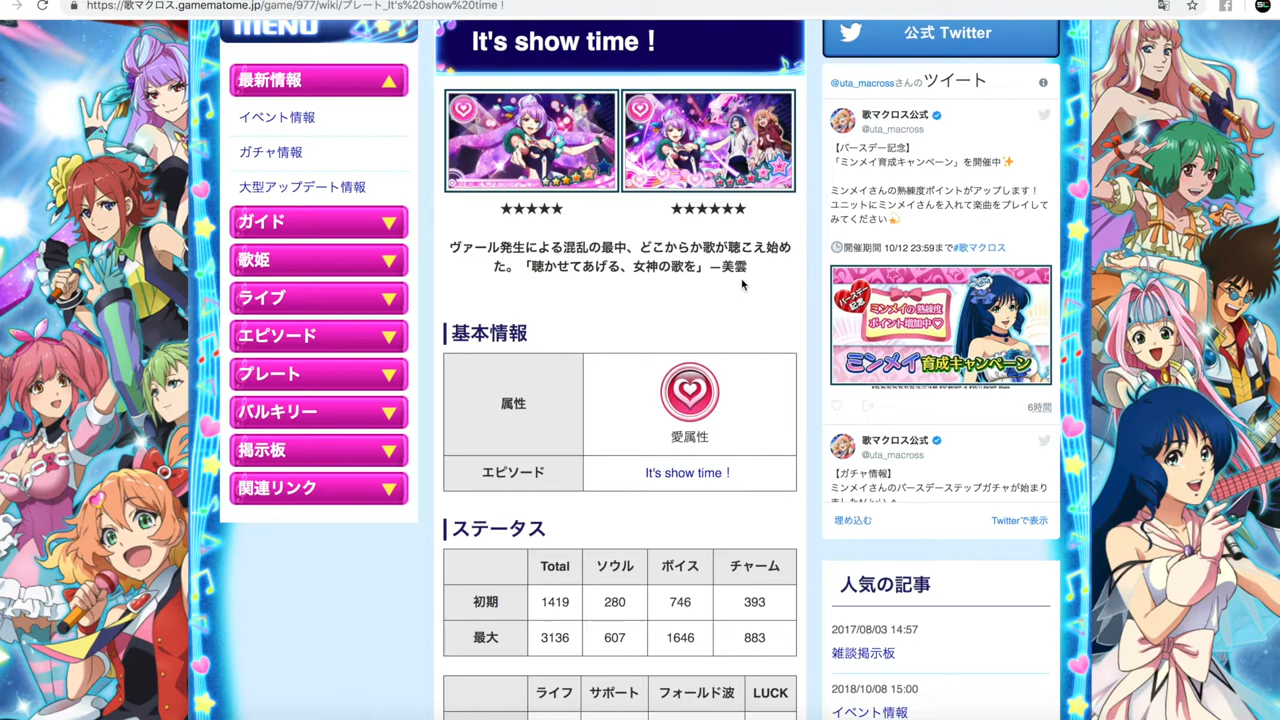 https://歌マクロス.gamematome.jp/game/977/wiki/プレート_It's%20show%20time！
MENU
最新情報
イベント情報
ガチャ情報
大型アップデート情報
ガイド
歌姫
ライブ
エピソード
プレート
バルキリー
掲示板
関連リンク
It's show time！
★★★★★
★★★★★★
ヴァール発生による混乱の最中、どこからか歌が聴こえ始め
た。「聴かせてあげる、女神の歌を」—美雲
基本情報
属性
愛属性
エピソード
It's show time！
ステータス
Total ソウル ボイス チャーム
初期 1419 280 746 393
最大 3136 607 1646 883
ライフ サポート フォールド波 LUCK
公式 Twitter
@uta_macrossさんのツイート
歌マクロス公式
@uta_macross
【バースデー記念】
「ミンメイ育成キャンペーン」を開催中✨
ミンメイさんの熟練度ポイントがアップします！
ユニットにミンメイさんを入れて楽曲をプレイして
みてください💫
🕒開催期間 10/12 23:59まで#歌マクロス
バースデー
記念
ミンメイの熟練度
ポイント増加中♡
ミンメイ育成キャンペーン
6時間
歌マクロス公式
@uta_macross
【ガチャ情報】
ミンメイさんのバースデーステップガチャが始まり
埋め込む
Twitterで表示
人気の記事
2017/08/03 14:57
雑談掲示板
2018/10/08 15:00
イベント情報